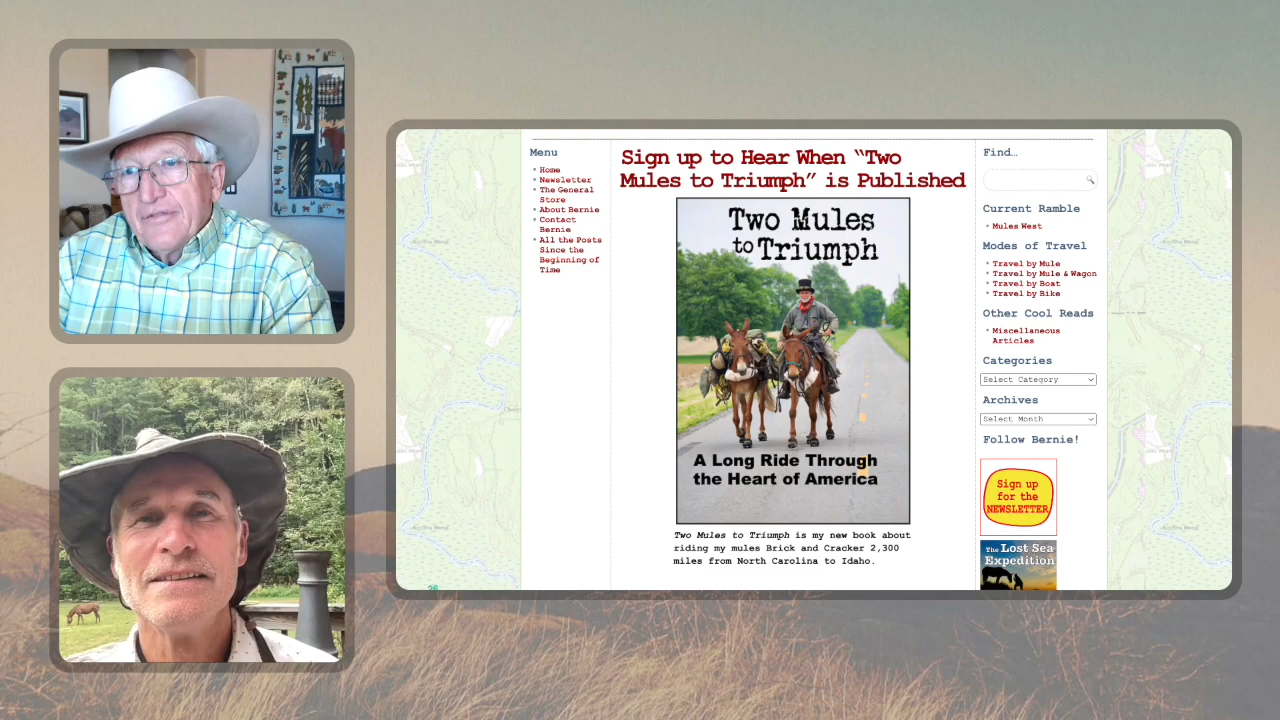 Menu
Home
Newsletter
The General
Store
About Bernie
Contact
Bernie
All the Posts
Since the
Beginning of
Time
Sign up to Hear When “Two
Mules to Triumph” is Published
Two Mules
to Triumph
A Long Ride Through
the Heart of America
Two Mules to Triumph is my new book about
riding my mules Brick and Cracker 2,300
miles from North Carolina to Idaho.
Find…
Current Ramble
Mules West
Modes of Travel
Travel by Mule
Travel by Mule & Wagon
Travel by Boat
Travel by Bike
Other Cool Reads
Miscellaneous
Articles
Categories
Select Category
Archives
Select Month
Follow Bernie!
Sign up
for the
NEWSLETTER
The Lost Sea
Expedition
26